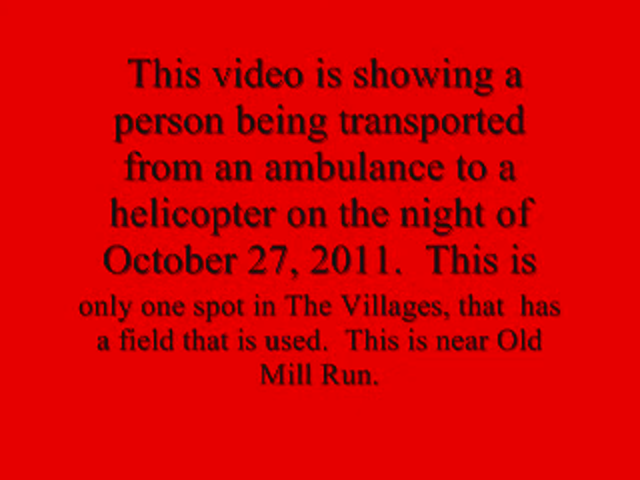 This video is showing a
person being transported
from an ambulance to a
helicopter on the night of
October 27, 2011.  This is
only one spot in The Villages, that  has
a field that is used.  This is near Old
Mill Run.